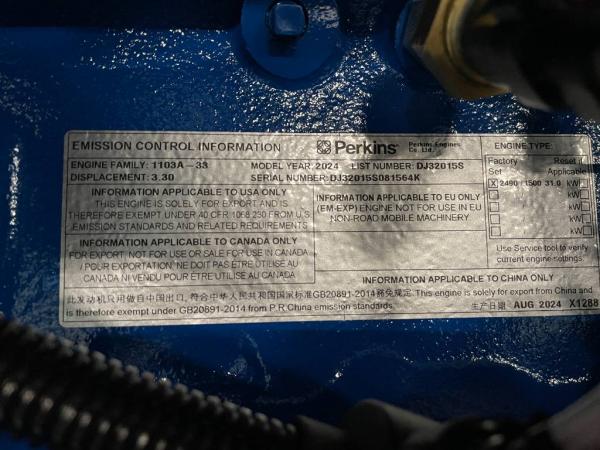 EMISSION CONTROL INFORMATION
Perkins
Perkins Engines Co. Ltd.
ENGINE TYPE:
ENGINE FAMILY: 1103A-33 MODEL YEAR: 2024 LIST NUMBER: DJ32015S
DISPLACEMENT: 3.30 SERIAL NUMBER: DJ32015S081564K
Factory Set
Reset if Applicable
X 2490 / 1500 31.0 kW
kW
kW
kW
kW
Use Service tool to verify
current engine settings.
INFORMATION APPLICABLE TO USA ONLY
THIS ENGINE IS SOLELY FOR EXPORT AND IS
THEREFORE EXEMPT UNDER 40 CFR 1068.230 FROM U.S
EMISSION STANDARDS AND RELATED REQUIREMENTS
INFORMATION APPLICABLE TO EU ONLY
(EM-EXP) ENGINE NOT FOR USE IN EU
NON-ROAD MOBILE MACHINERY
INFORMATION APPLICABLE TO CANADA ONLY
FOR EXPORT. NOT FOR USE OR SALE FOR USE IN CANADA
/ POUR EXPORTATION. NE DOIT PAS ÊTRE UTILISE AU
CANADA NI VENDU POUR ÊTRE UTILISE AU CANADA
INFORMATION APPLICABLE TO CHINA ONLY
此发动机只用做自中国出口, 符合中华人民共和国国家标准GB20891-2014豁免规定. This engine is solely for export from China and
is therefore exempt under GB20891-2014 from P.R.China emission standards.
生产日期: AUG 2024 X1288